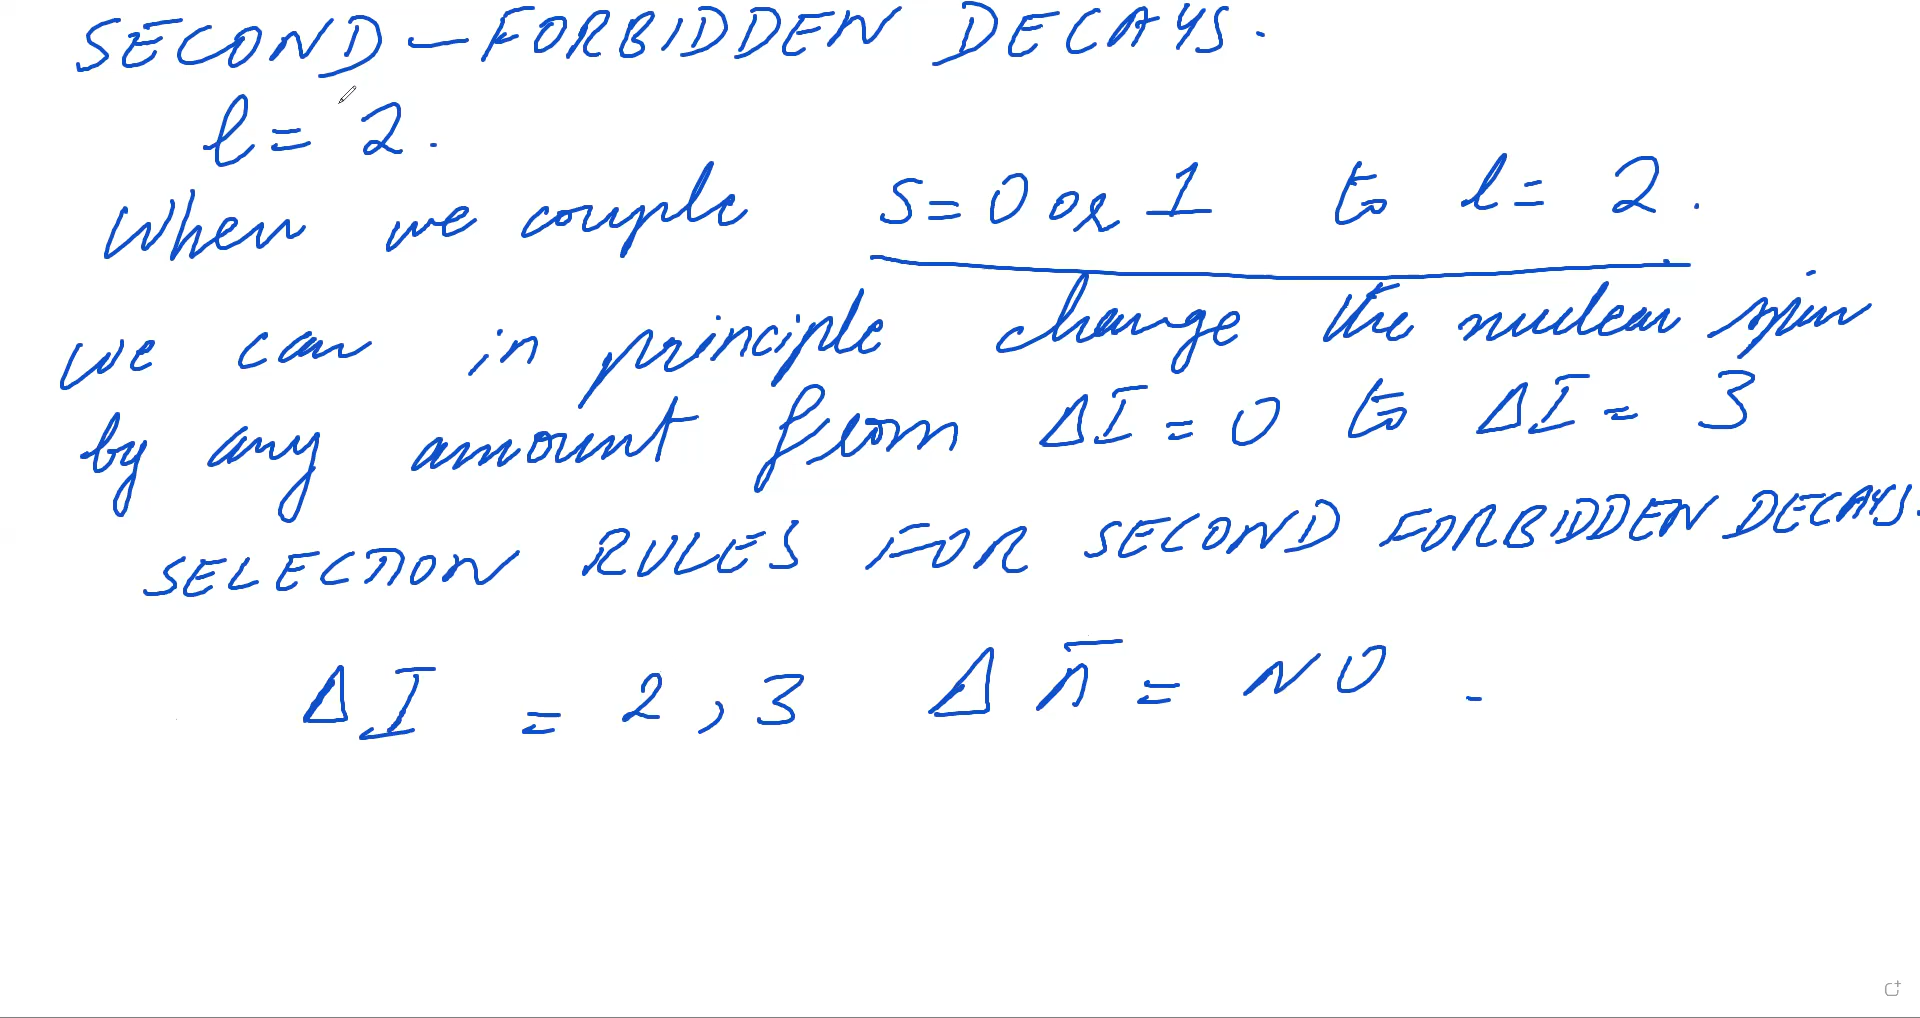 SECOND-FORBIDDEN DECAYS.
l = 2.
When we couple S=0 or 1 to l = 2.
we can in principle change the nuclear spin
by any amount from ΔI = 0 to ΔI = 3
SELECTION RULES FOR SECOND FORBIDDEN DECAYS.
ΔI = 2, 3 Δπ = NO.